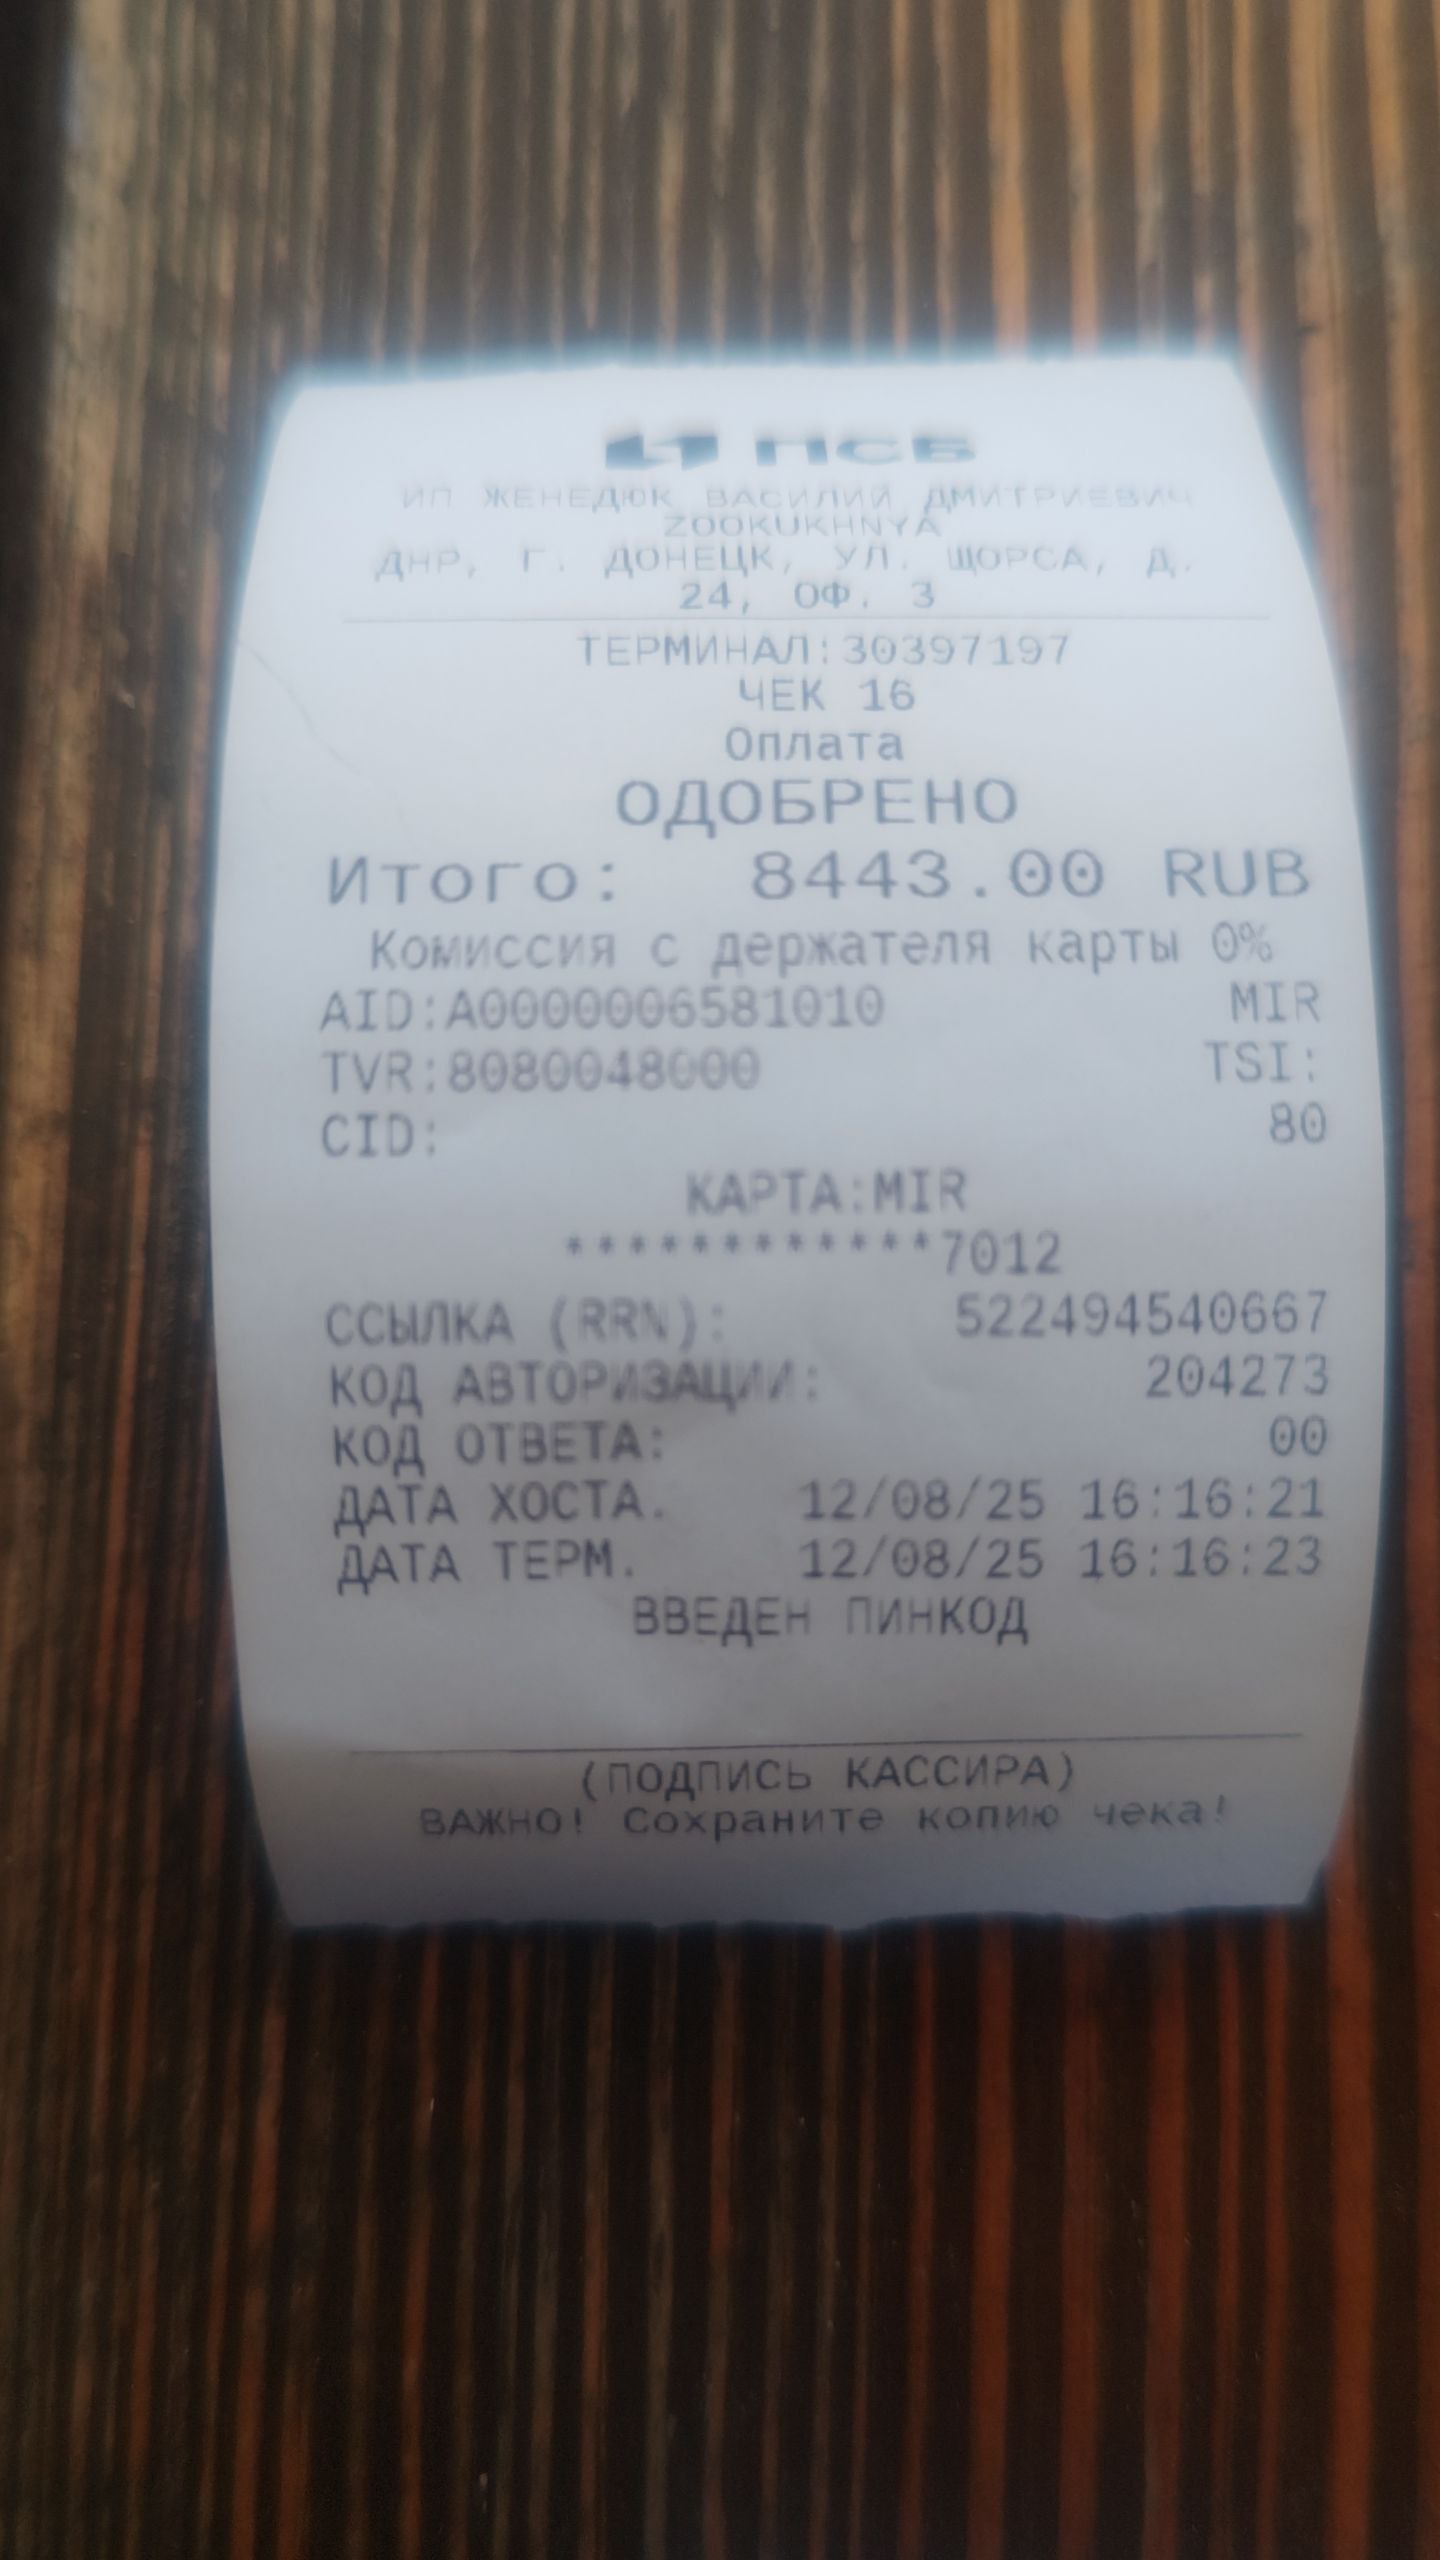 ПСБ
ИП ЖЕНЕДЮК ВАСИЛИЙ ДМИТРИЕВИЧ
ZOOKUKHNYA
ДНР, Г. ДОНЕЦК, УЛ. ЩОРСА, Д.
24, ОФ. 3
ТЕРМИНАЛ:30397197
ЧЕК 16
Оплата
ОДОБРЕНО
Итого: 8443.00 RUB
Комиссия с держателя карты 0%
AID:A0000006581010 MIR
TVR:8080048000 TSI:
CID: 80
КАРТА:MIR
************7012
ССЫЛКА (RRN): 522494540667
КОД АВТОРИЗАЦИИ: 204273
КОД ОТВЕТА: 00
ДАТА ХОСТА. 12/08/25 16:16:21
ДАТА ТЕРМ. 12/08/25 16:16:23
ВВЕДЕН ПИНКОД
(ПОДПИСЬ КАССИРА)
ВАЖНО! Сохраните копию чека!